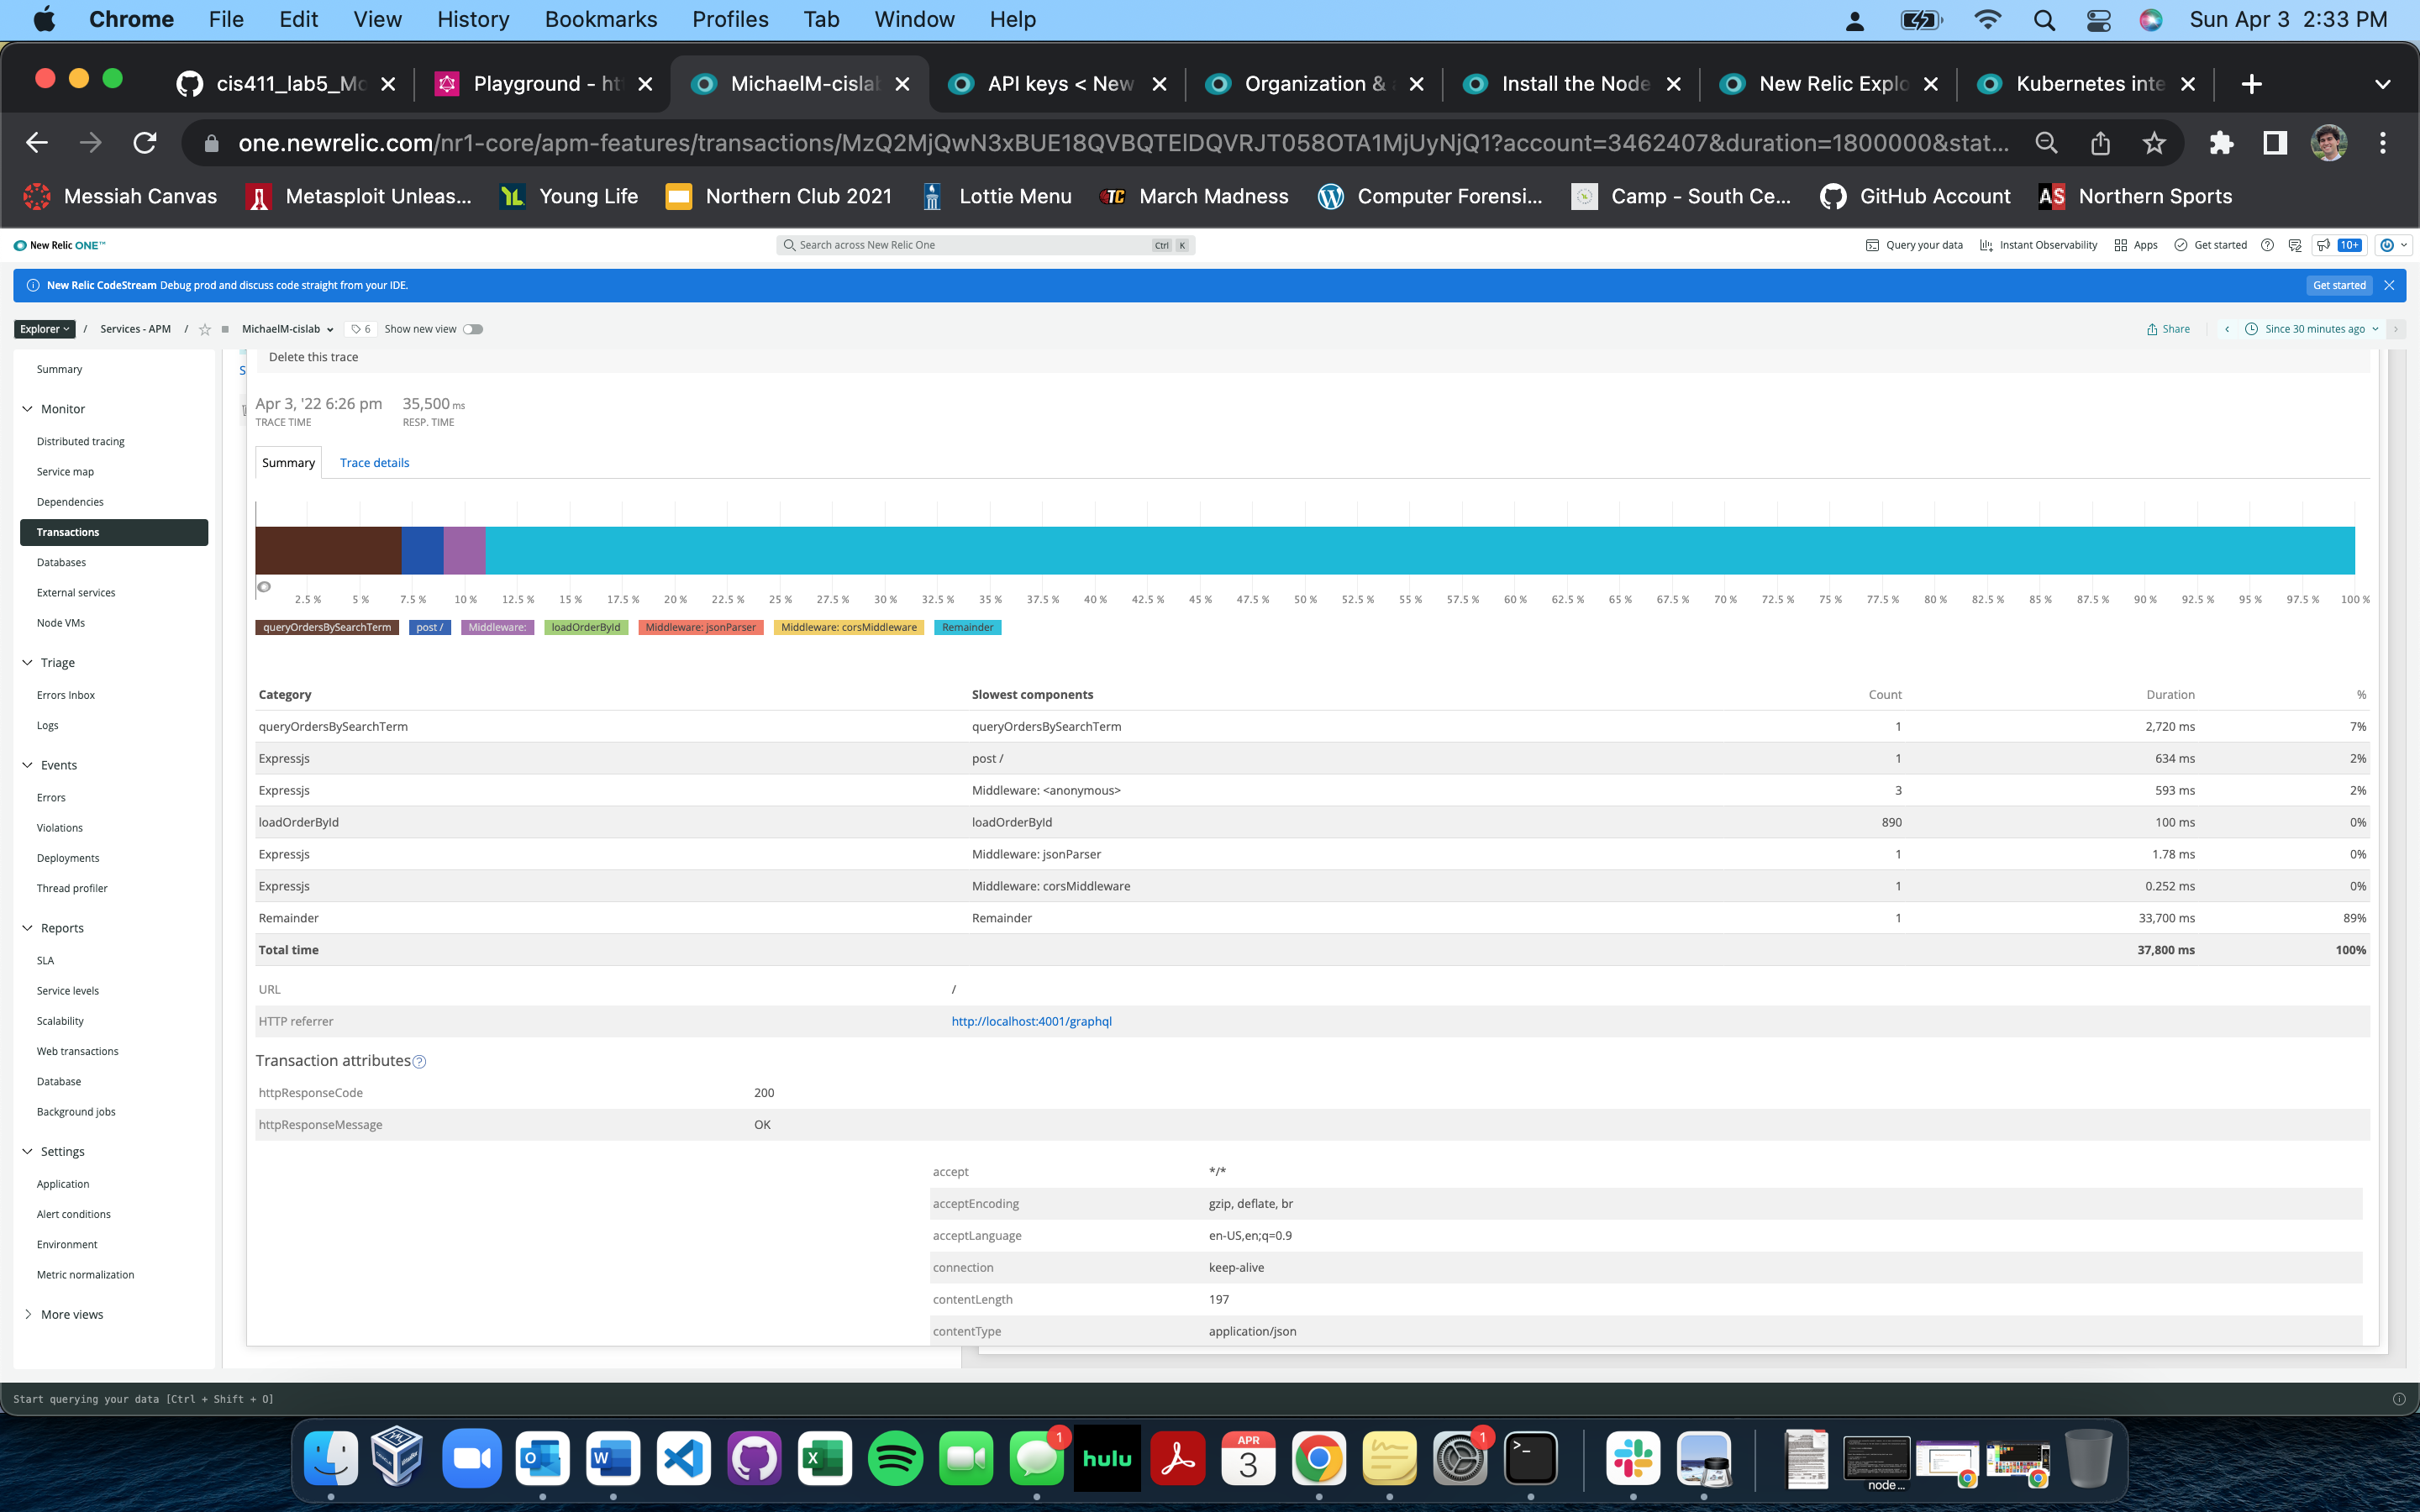 Chrome File Edit View History Bookmarks Profiles Tab Window Help Sun Apr 3 2:33 PM
cis411_lab5_Mo Playground - ht MichaelM-cislab API keys < New Organization & Install the Node New Relic Explo Kubernetes inte
one.newrelic.com/nr1-core/apm-features/transactions/MzQ2MjQwN3xBUE18QVBQTElDQVRJT058OTA1MjUyNjQ1?account=3462407&duration=1800000&stat...
Messiah Canvas Metasploit Unleas... Young Life Northern Club 2021 Lottie Menu March Madness Computer Forensi... Camp - South Ce... GitHub Account Northern Sports
New Relic ONE™ Search across New Relic One Ctrl K Query your data Instant Observability Apps Get started 10+
New Relic CodeStream Debug prod and discuss code straight from your IDE. Get started
Explorer / Services - APM / MichaelM-cislab 6 Show new view Share Since 30 minutes ago
Summary
Monitor
Distributed tracing
Service map
Dependencies
Transactions
Databases
External services
Node VMs
Triage
Errors Inbox
Logs
Events
Errors
Violations
Deployments
Thread profiler
Reports
SLA
Service levels
Scalability
Web transactions
Database
Background jobs
Settings
Application
Alert conditions
Environment
Metric normalization
More views
Delete this trace
Apr 3, '22 6:26 pm 35,500 ms
TRACE TIME RESP. TIME
Summary Trace details
2.5 % 5 % 7.5 % 10 % 12.5 % 15 % 17.5 % 20 % 22.5 % 25 % 27.5 % 30 % 32.5 % 35 % 37.5 % 40 % 42.5 % 45 % 47.5 % 50 % 52.5 % 55 % 57.5 % 60 % 62.5 % 65 % 67.5 % 70 % 72.5 % 75 % 77.5 % 80 % 82.5 % 85 % 87.5 % 90 % 92.5 % 95 % 97.5 % 100 %
queryOrdersBySearchTerm post / Middleware: loadOrderById Middleware: jsonParser Middleware: corsMiddleware Remainder
Category Slowest components Count Duration %
queryOrdersBySearchTerm queryOrdersBySearchTerm 1 2,720 ms 7%
Expressjs post / 1 634 ms 2%
Expressjs Middleware: <anonymous> 3 593 ms 2%
loadOrderById loadOrderById 890 100 ms 0%
Expressjs Middleware: jsonParser 1 1.78 ms 0%
Expressjs Middleware: corsMiddleware 1 0.252 ms 0%
Remainder Remainder 1 33,700 ms 89%
Total time 37,800 ms 100%
URL /
HTTP referrer http://localhost:4001/graphql
Transaction attributes
httpResponseCode 200
httpResponseMessage OK
accept */*
acceptEncoding gzip, deflate, br
acceptLanguage en-US,en;q=0.9
connection keep-alive
contentLength 197
contentType application/json
Start querying your data [Ctrl + Shift + O]
1 hulu APR 3 1 node...